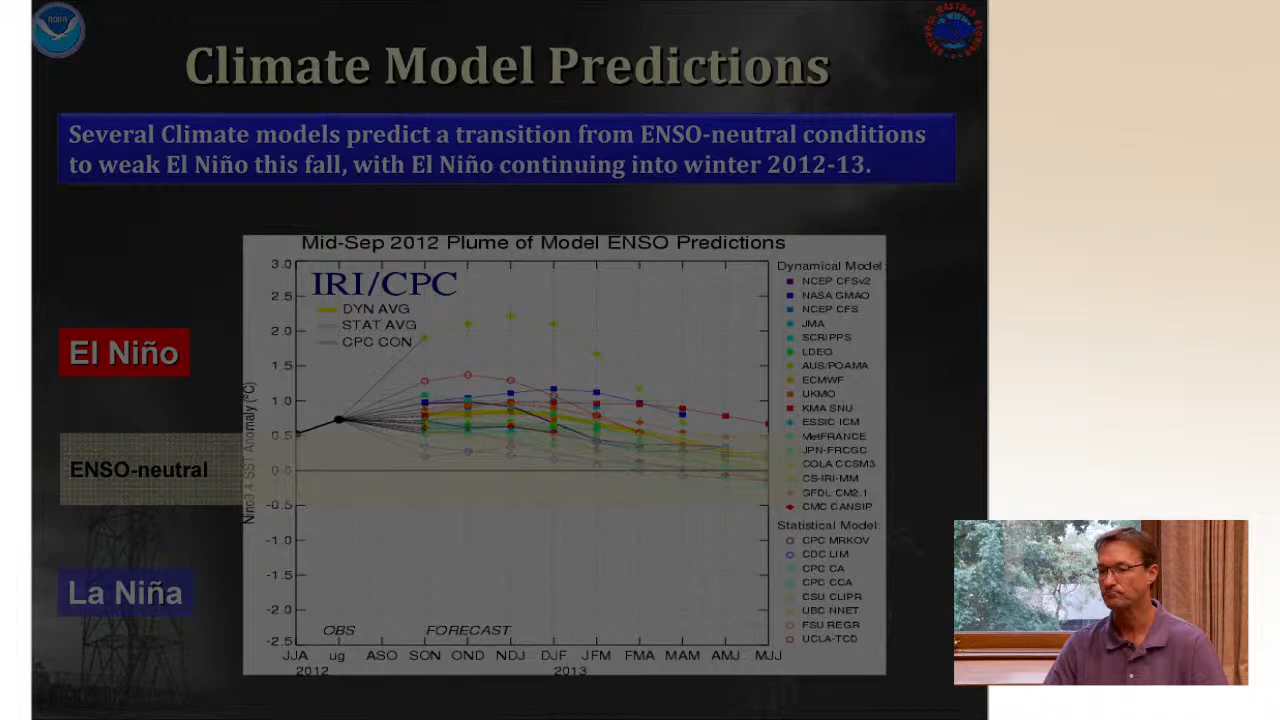 NOAA
Climate Model Predictions
Several Climate models predict a transition from ENSO-neutral conditions
to weak El Niño this fall, with El Niño continuing into winter 2012-13.
Mid-Sep 2012 Plume of Model ENSO Predictions
IRI/CPC
DYN AVG
STAT AVG
CPC CON
El Niño
ENSO-neutral
La Niña
Nino3.4 SST Anomaly (°C)
3.0
2.5
2.0
1.5
1.0
0.5
0.0
-0.5
-1.0
-1.5
-2.0
-2.5
OBS
FORECAST
JJA ug ASO SON OND NDJ DJF JFM FMA MAM AMJ MJJ
2012
2013
Dynamical Model:
NCEP CFSv2
NASA GMAO
NCEP CFS
JMA
SCRIPPS
LDEO
AUS/POAMA
ECMWF
UKMO
KMA SNU
ESSIC ICM
MetFRANCE
JPN-FRCGC
COLA CCSM3
CS-IRI-MM
GFDL CM2.1
CMC CANSIP
Statistical Model:
CPC MRKOV
CDC LIM
CPC CA
CPC CCA
CSU CLIPR
UBC NNET
FSU REGR
UCLA-TCD